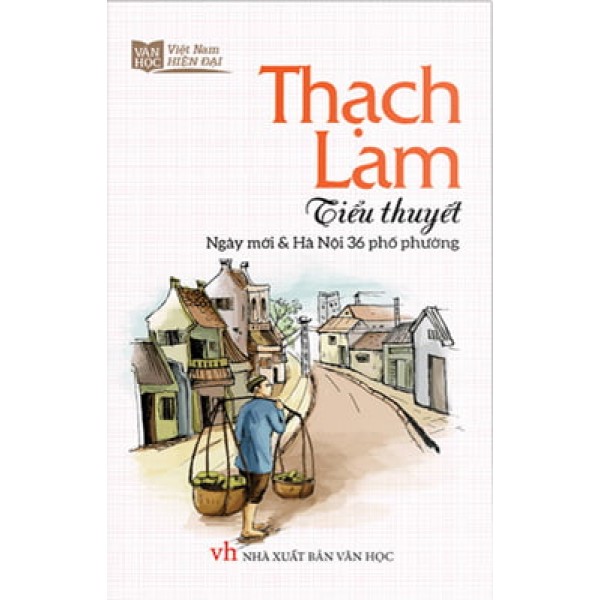 VĂN HỌC
Việt Nam
HIỆN ĐẠI
Thạch
Lam
Tiểu thuyết
Ngày mới & Hà Nội 36 phố phường
vh NHÀ XUẤT BẢN VĂN HỌC